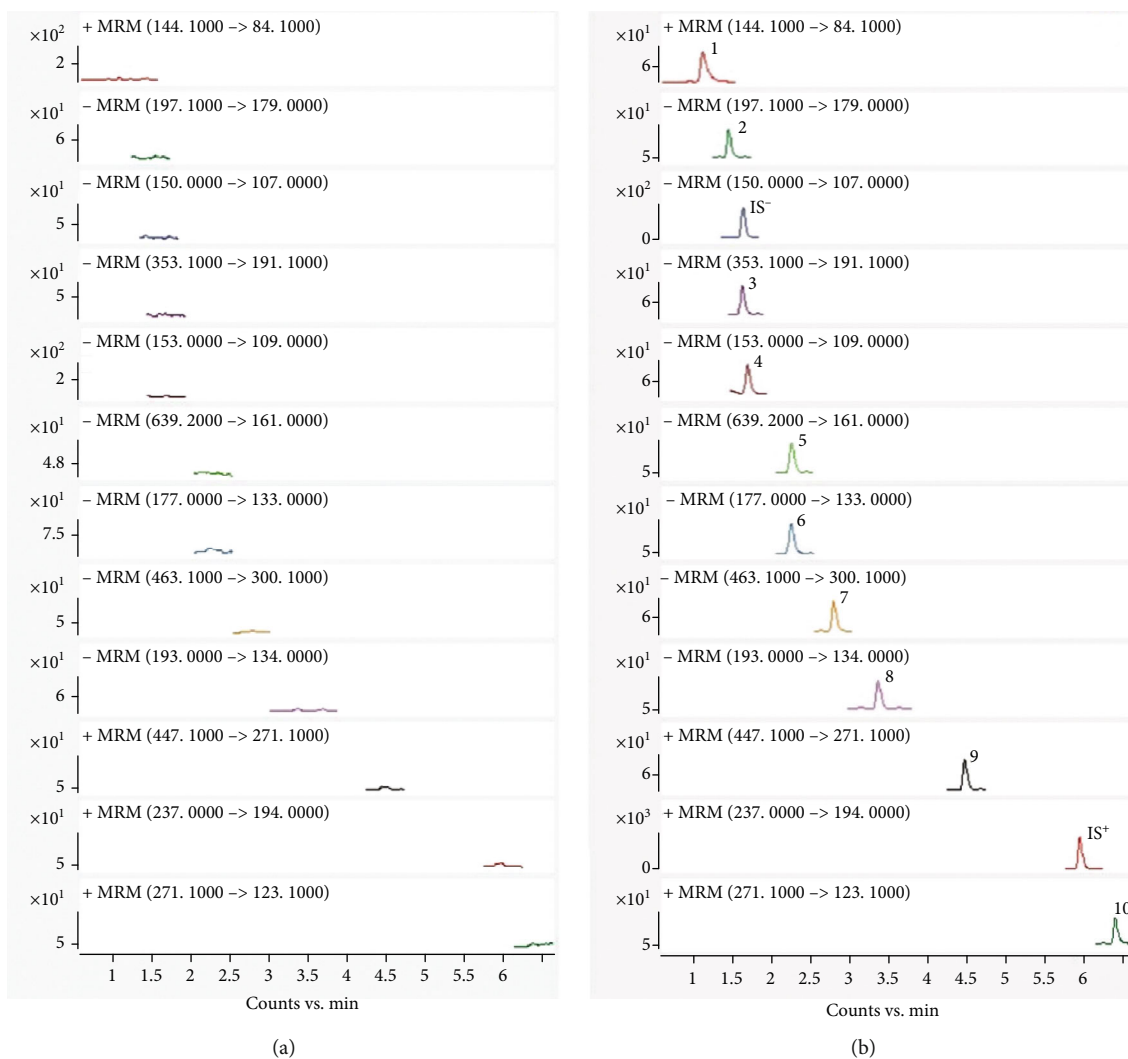 + MRM (144. 1000 –> 84. 1000)
×10²
2
– MRM (197. 1000 –> 179. 0000)
×10¹
6
– MRM (150. 0000 –> 107. 0000)
×10¹
5
– MRM (353. 1000 –> 191. 1000)
×10¹
5
– MRM (153. 0000 –> 109. 0000)
×10²
2
– MRM (639. 2000 –> 161. 0000)
×10¹
4.8
– MRM (177. 0000 –> 133. 0000)
×10¹
7.5
– MRM (463. 1000 –> 300. 1000)
×10¹
5
– MRM (193. 0000 –> 134. 0000)
×10¹
6
+ MRM (447. 1000 –> 271. 1000)
×10¹
5
+ MRM (237. 0000 –> 194. 0000)
×10¹
5
+ MRM (271. 1000 –> 123. 1000)
×10¹
5
1 1.5 2 2.5 3 3.5 4 4.5 5 5.5 6
Counts vs. min
(a)
+ MRM (144. 1000 –> 84. 1000)
×10¹
1
6
– MRM (197. 1000 –> 179. 0000)
×10¹
2
5
– MRM (150. 0000 –> 107. 0000)
×10²
IS⁻
0
– MRM (353. 1000 –> 191. 1000)
×10¹
3
6
– MRM (153. 0000 –> 109. 0000)
×10¹
4
6
– MRM (639. 2000 –> 161. 0000)
×10¹
5
5
– MRM (177. 0000 –> 133. 0000)
×10¹
6
5
– MRM (463. 1000 –> 300. 1000)
×10¹
7
6
– MRM (193. 0000 –> 134. 0000)
×10¹
8
5
+ MRM (447. 1000 –> 271. 1000)
×10¹
9
6
+ MRM (237. 0000 –> 194. 0000)
×10³
IS⁺
0
+ MRM (271. 1000 –> 123. 1000)
×10¹
10
5
1 1.5 2 2.5 3 3.5 4 4.5 5 5.5 6
Counts vs. min
(b)